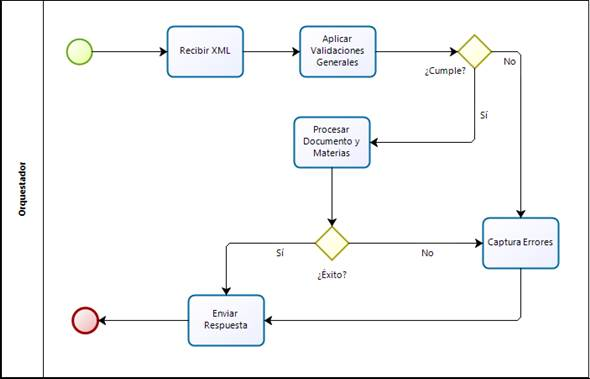 Orquestador
Recibir XML
Aplicar
Validaciones
Generales
¿Cumple?
No
Sí
Procesar
Documento y
Materias
¿Éxito?
Sí
No
Captura Errores
Enviar
Respuesta